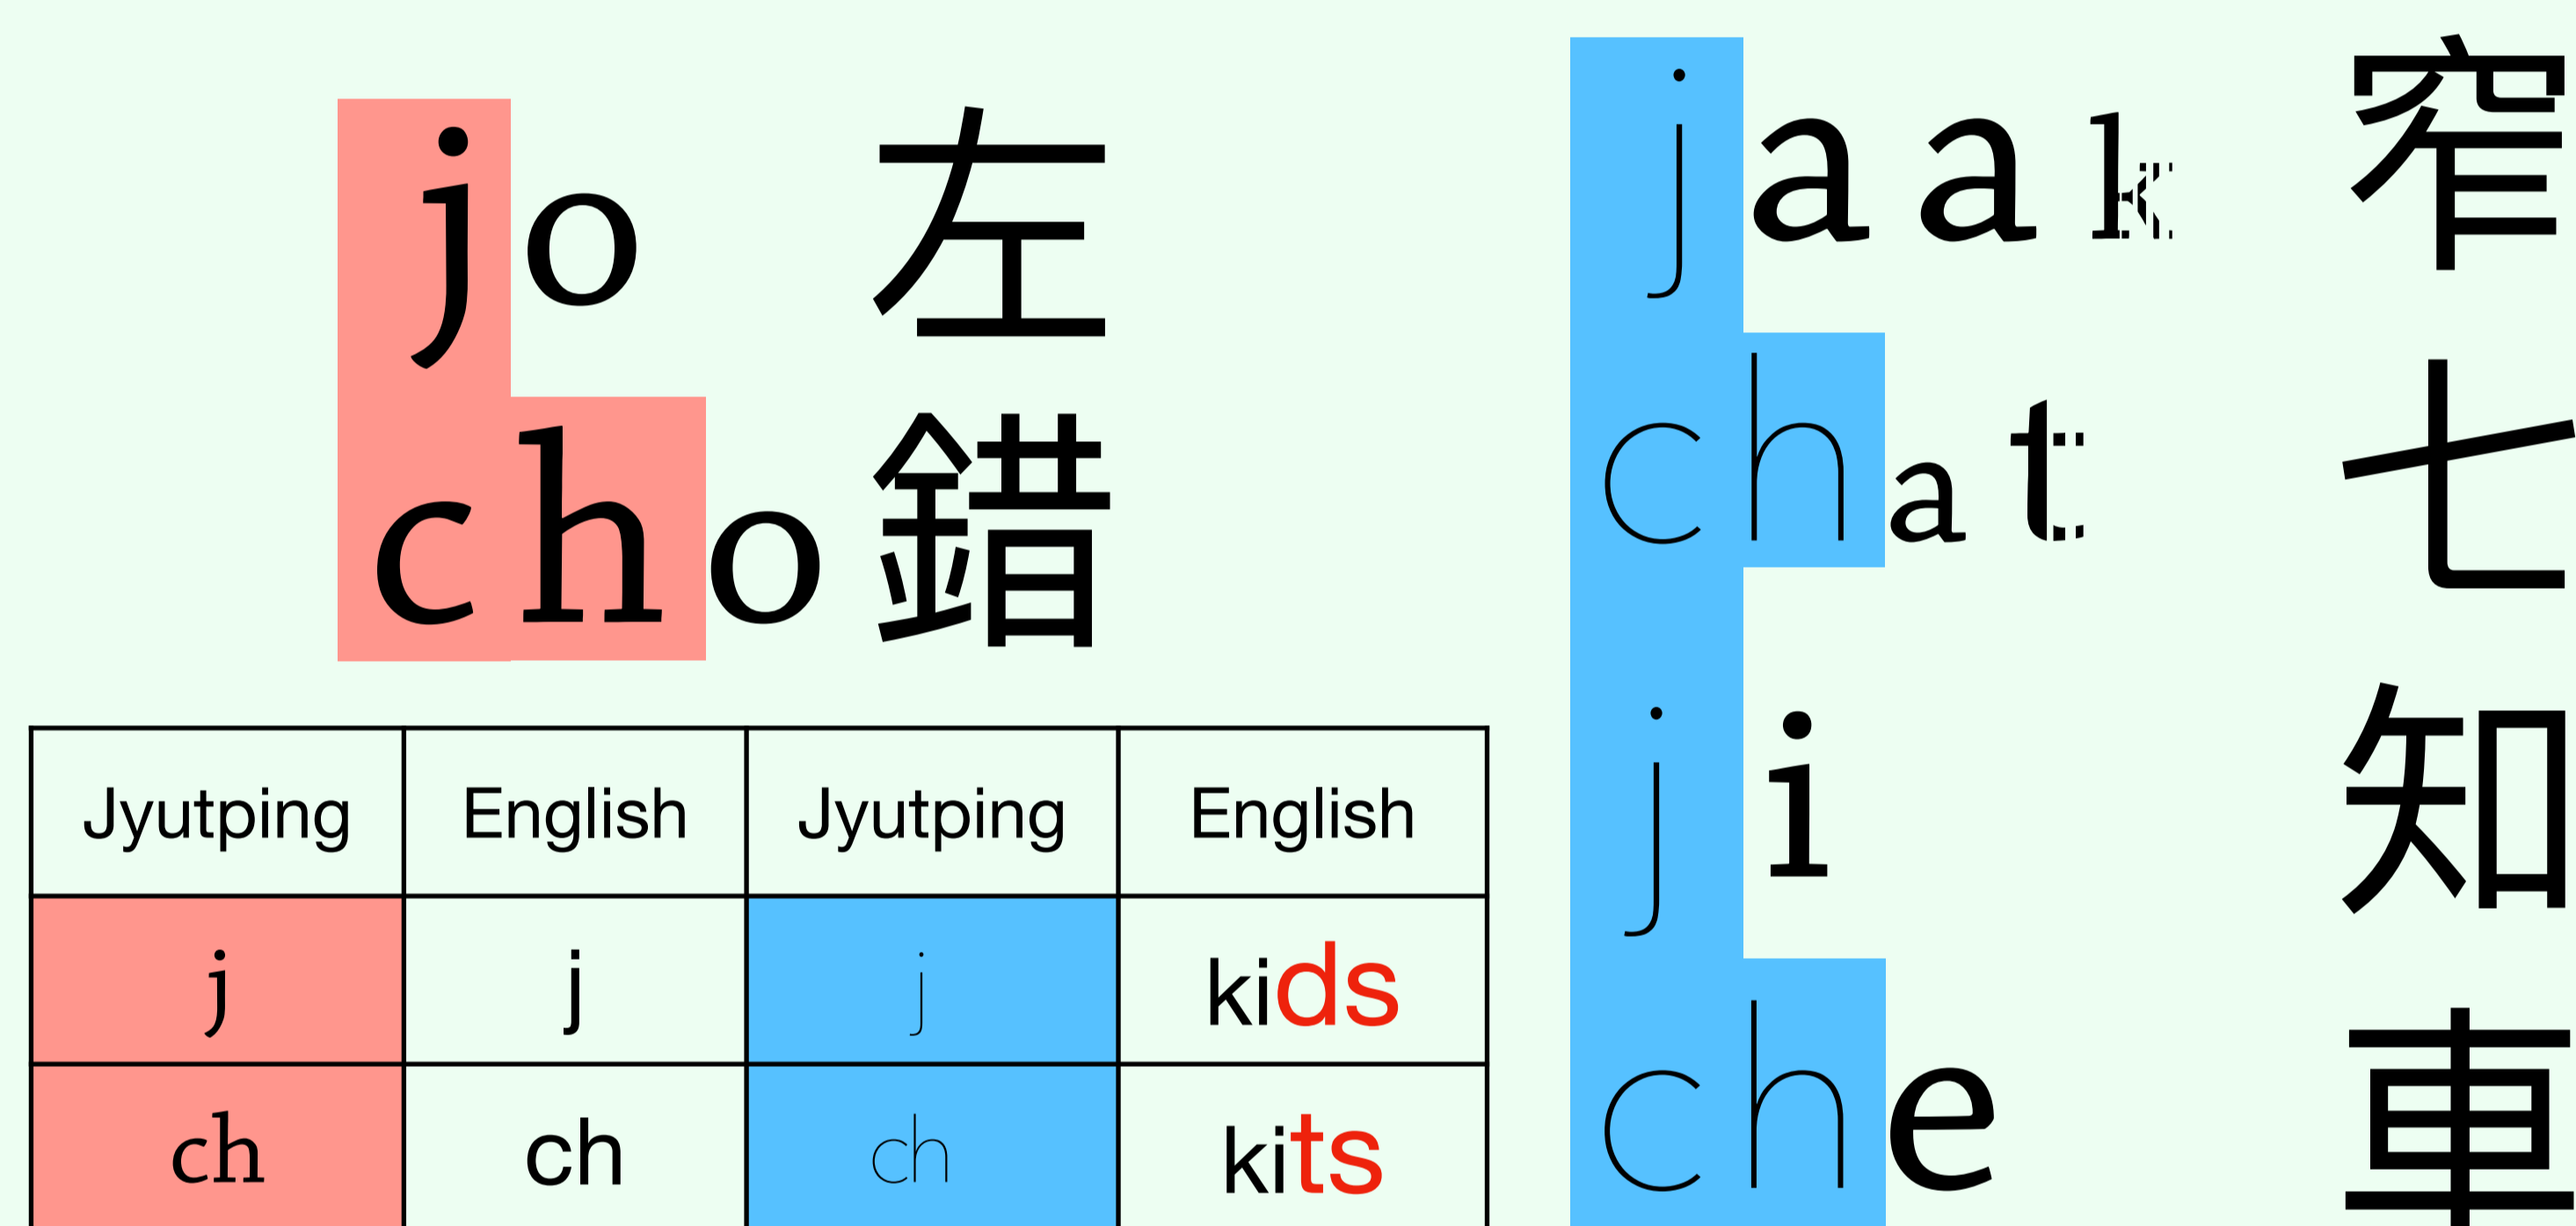 jo 左
cho 錯
jaak 窄
chat 七
ji 知
che 車
Jyutping English Jyutping English
j j j kids
ch ch ch kits